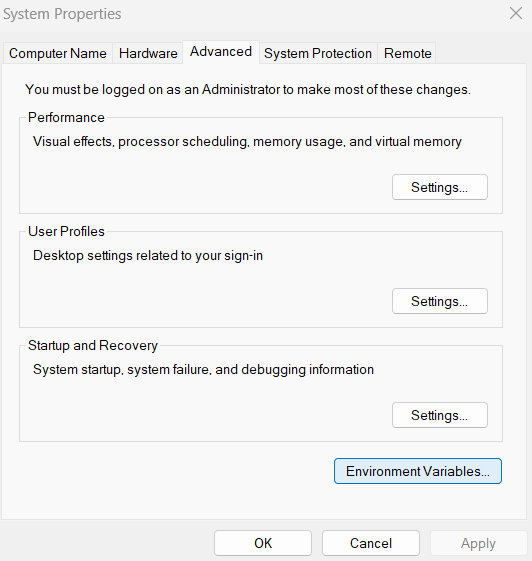 System Properties
Computer Name
Hardware
Advanced
System Protection
Remote
You must be logged on as an Administrator to make most of these changes.
Performance
Visual effects, processor scheduling, memory usage, and virtual memory
Settings...
User Profiles
Desktop settings related to your sign-in
Settings...
Startup and Recovery
System startup, system failure, and debugging information
Settings...
Environment Variables...
OK
Cancel
Apply